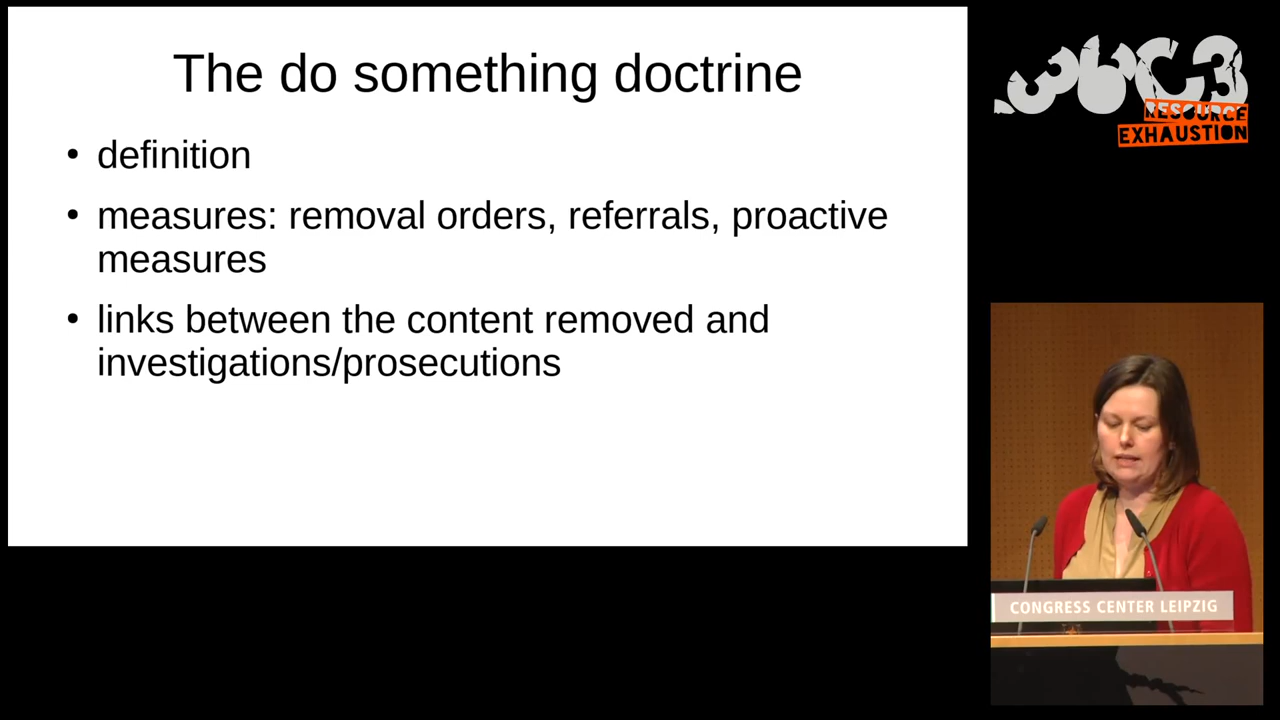 The do something doctrine
• definition
• measures: removal orders, referrals, proactive
measures
• links between the content removed and
investigations/prosecutions
36C3
RESOURCE
EXHAUSTION
CONGRESS CENTER LEIPZIG